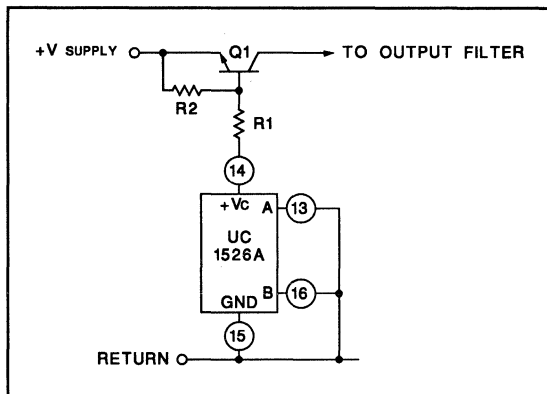 Q1
+V SUPPLY
TO OUTPUT FILTER
R2
R1
14
+Vc
A
13
UC
1526A
B
16
GND
15
RETURN